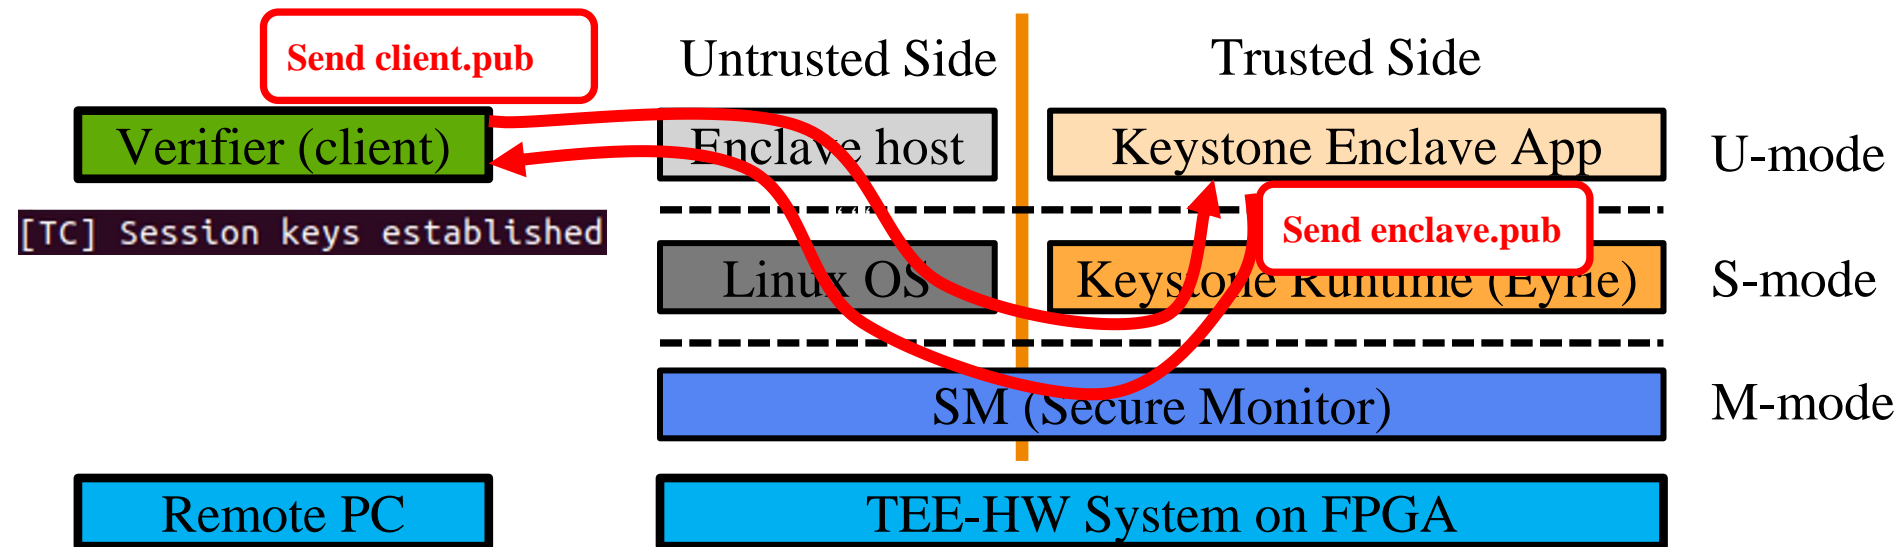 Send client.pub
Untrusted Side
Trusted Side
Verifier (client)
Enclave host
Keystone Enclave App
U-mode
[TC] Session keys established
Send enclave.pub
Linux OS
Keystone Runtime (Eyrie)
S-mode
SM (Secure Monitor)
M-mode
Remote PC
TEE-HW System on FPGA